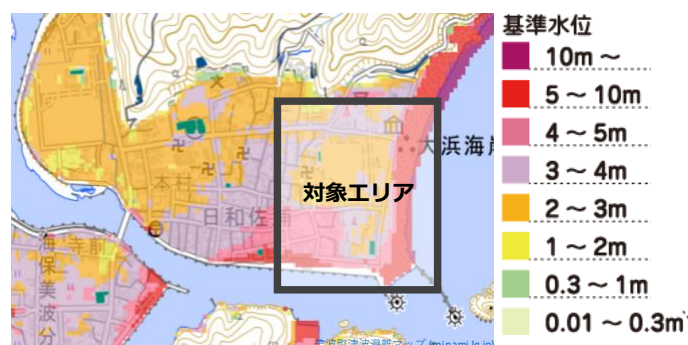 基準水位
10m ～
5 ～ 10m
4 ～ 5m
3 ～ 4m
2 ～ 3m
1 ～ 2m
0.3 ～ 1m
0.01 ～ 0.3m
対象エリア
大浜海岸
本村
日和佐浦
寺前
海保美波分